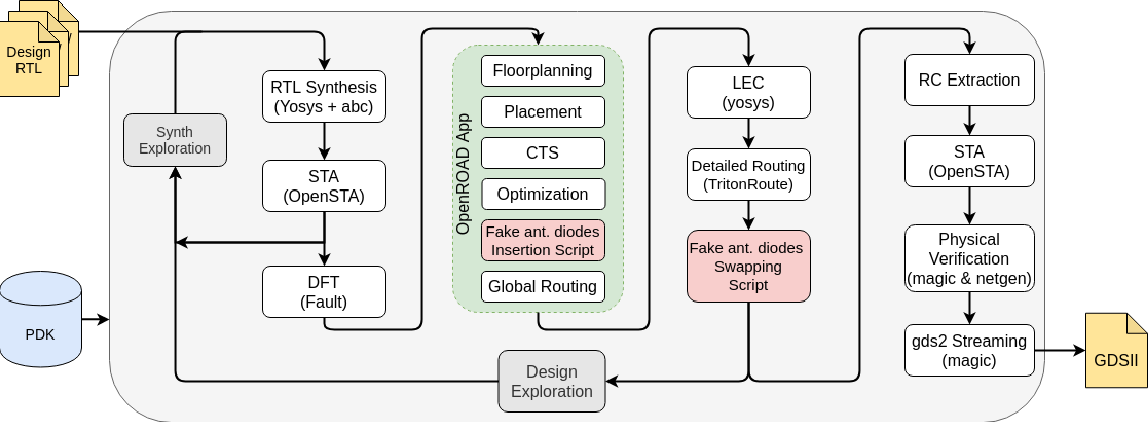 Design
RTL
PDK
Synth
Exploration
RTL Synthesis
(Yosys + abc)
STA
(OpenSTA)
DFT
(Fault)
OpenROAD App
Floorplanning
Placement
CTS
Optimization
Fake ant. diodes
Insertion Script
Global Routing
Design
Exploration
LEC
(yosys)
Detailed Routing
(TritonRoute)
Fake ant. diodes
Swapping
Script
RC Extraction
STA
(OpenSTA)
Physical
Verification
(magic & netgen)
gds2 Streaming
(magic)
GDSII